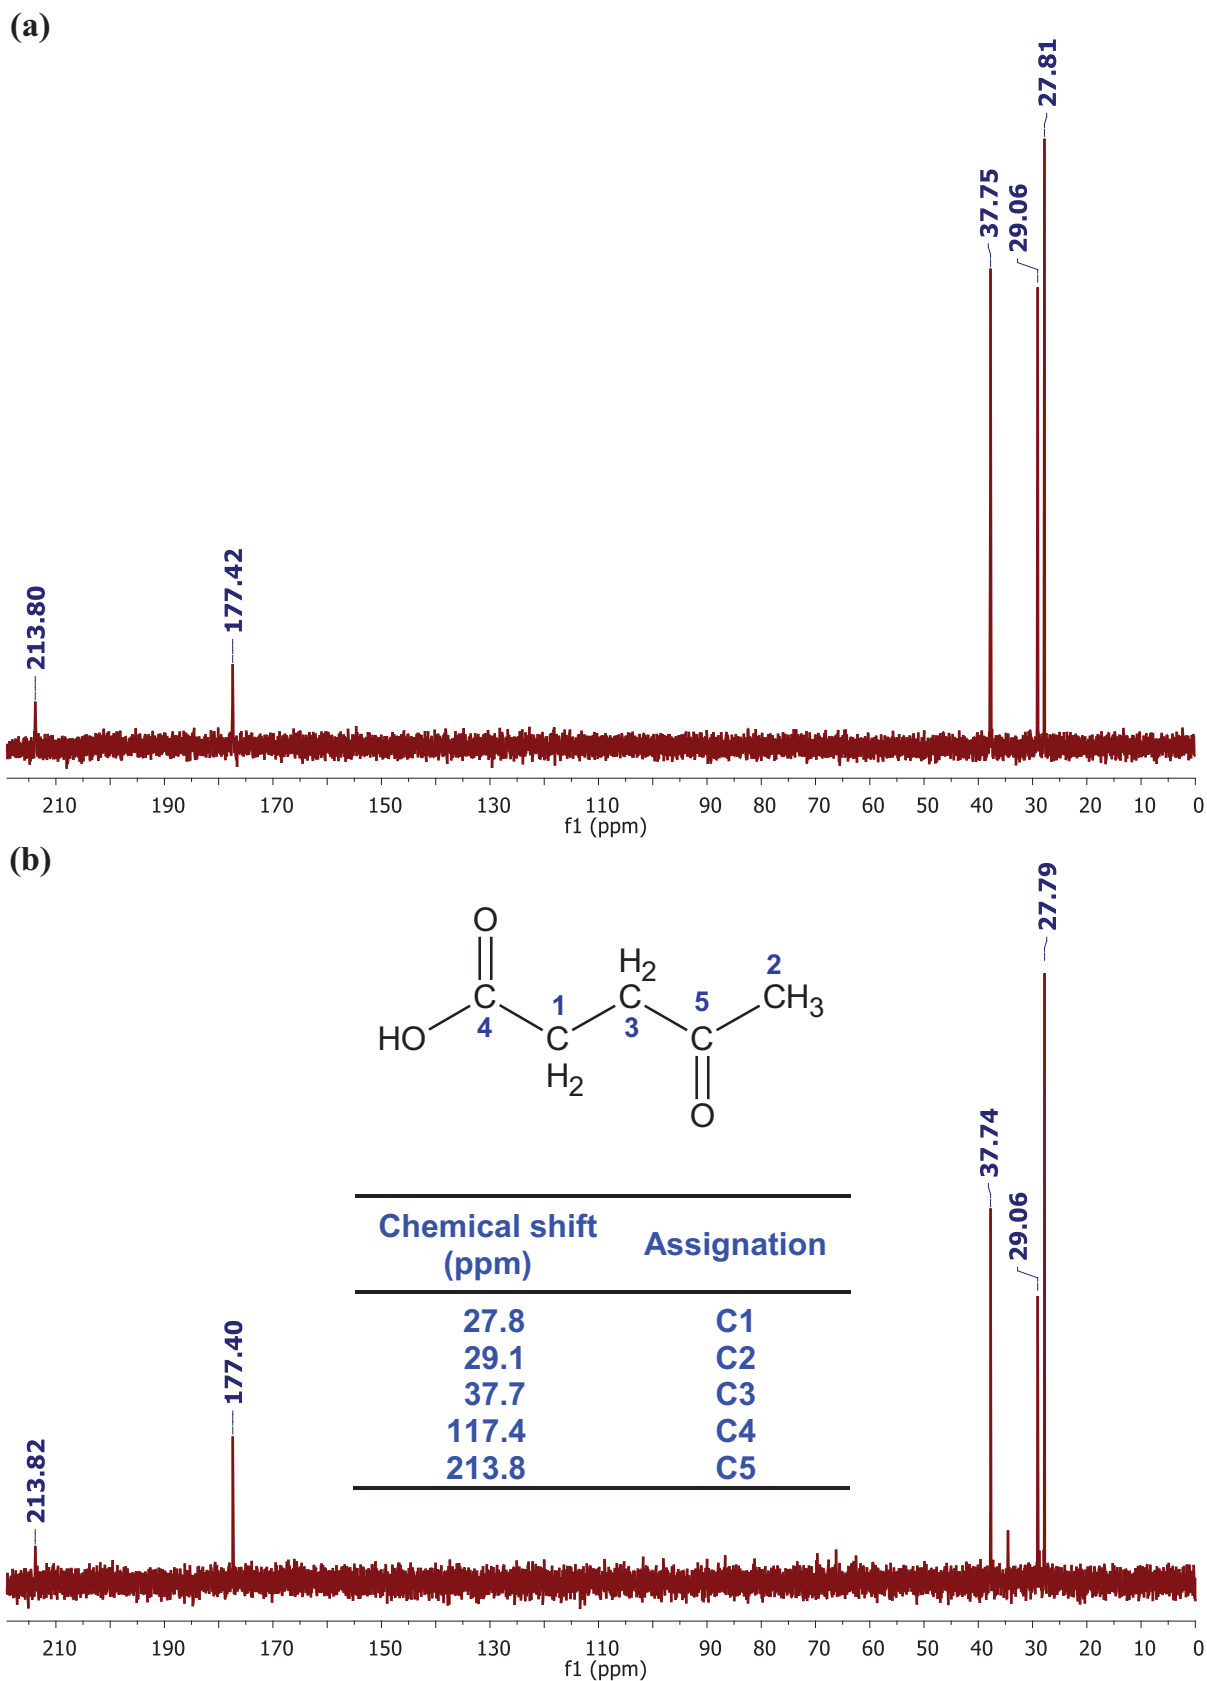 (a)
27.81
37.75
29.06
177.42
213.80
210 190 170 150 130 110 90 80 70 60 50 40 30 20 10 0
f1 (ppm)
(b)
27.79
O
H2
2
C 1 C 5 CH3
HO 4 C 3 C
H2
O
37.74
29.06
177.40
213.82
Chemical shift
(ppm)
Assignation
27.8 C1
29.1 C2
37.7 C3
117.4 C4
213.8 C5
210 190 170 150 130 110 90 80 70 60 50 40 30 20 10 0
f1 (ppm)